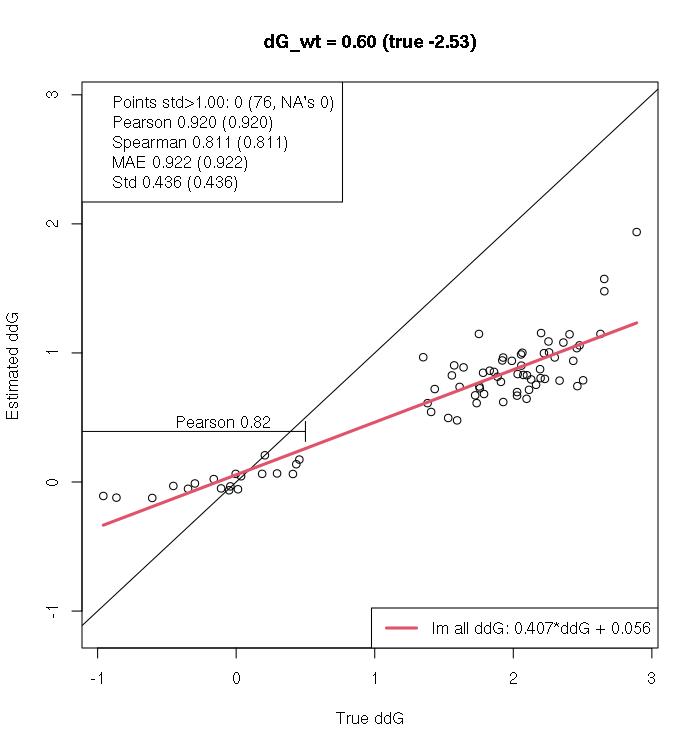 dG_wt = 0.60 (true -2.53)
Points std>1.00: 0 (76, NA's 0)
Pearson 0.920 (0.920)
Spearman 0.811 (0.811)
MAE 0.922 (0.922)
Std 0.436 (0.436)
Pearson 0.82
lm all ddG: 0.407*ddG + 0.056
Estimated ddG
3
2
1
0
-1
-1 0 1 2 3
True ddG